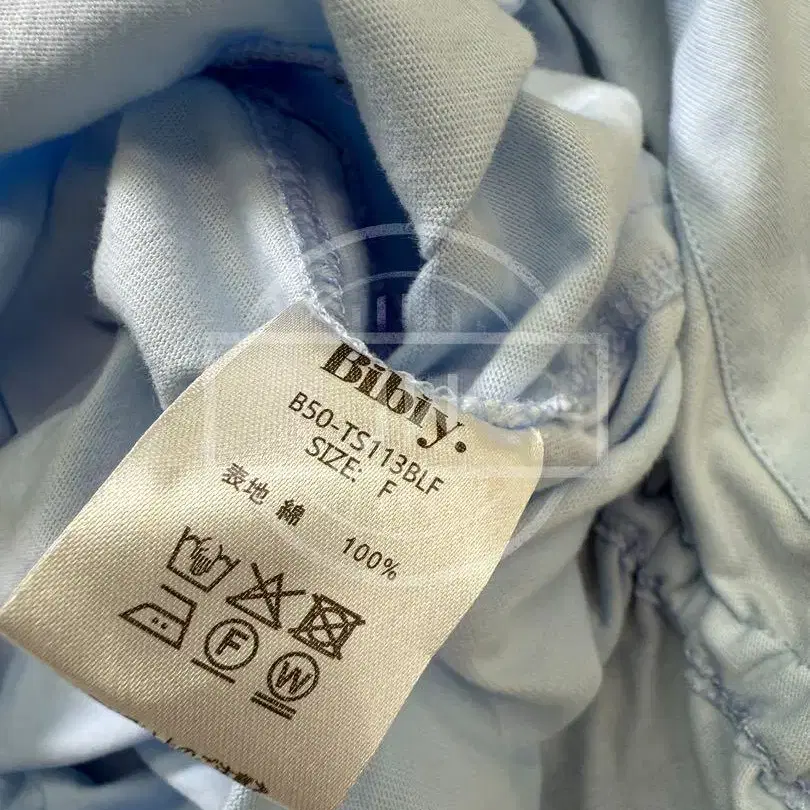 Bibiy.
B50-TS113BLF
SIZE: F
表地 綿 100%
F
W